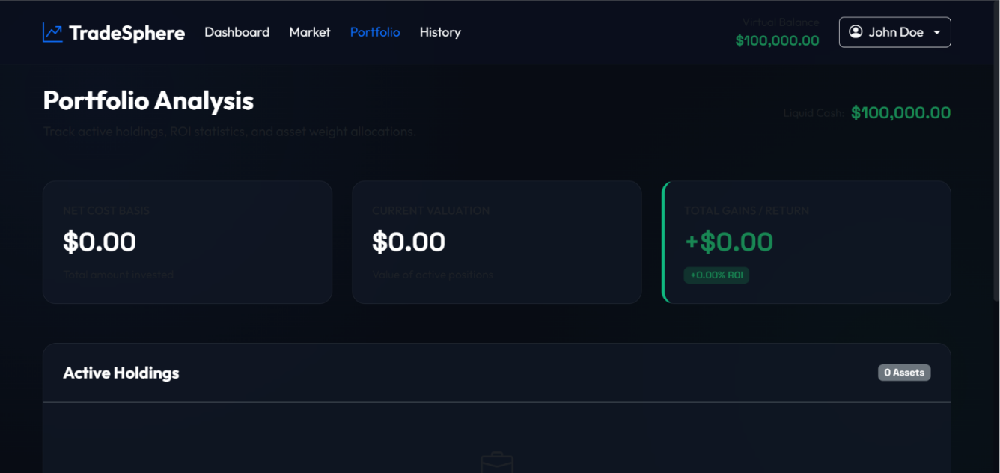 TradeSphere
Dashboard
Market
Portfolio
History
Virtual Balance
$100,000.00
John Doe
Portfolio Analysis
Track active holdings, ROI statistics, and asset weight allocations.
Liquid Cash: $100,000.00
NET COST BASIS
$0.00
Total amount invested
CURRENT VALUATION
$0.00
Value of active positions
TOTAL GAINS / RETURN
+$0.00
+0.00% ROI
Active Holdings
0 Assets